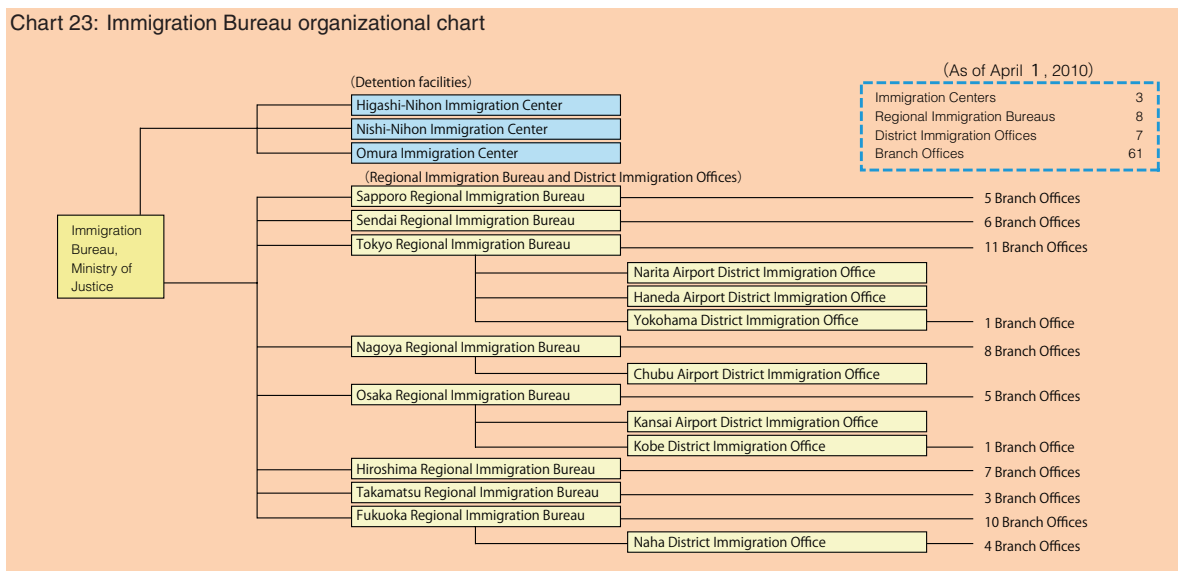 Chart 23: Immigration Bureau organizational chart
(As of April 1, 2010)
Immigration Centers 3
Regional Immigration Bureaus 8
District Immigration Offices 7
Branch Offices 61
(Detention facilities)
Higashi-Nihon Immigration Center
Nishi-Nihon Immigration Center
Omura Immigration Center
(Regional Immigration Bureau and District Immigration Offices)
Immigration
Bureau,
Ministry of
Justice
Sapporo Regional Immigration Bureau 5 Branch Offices
Sendai Regional Immigration Bureau 6 Branch Offices
Tokyo Regional Immigration Bureau 11 Branch Offices
Narita Airport District Immigration Office
Haneda Airport District Immigration Office
Yokohama District Immigration Office 1 Branch Office
Nagoya Regional Immigration Bureau 8 Branch Offices
Chubu Airport District Immigration Office
Osaka Regional Immigration Bureau 5 Branch Offices
Kansai Airport District Immigration Office
Kobe District Immigration Office 1 Branch Office
Hiroshima Regional Immigration Bureau 7 Branch Offices
Takamatsu Regional Immigration Bureau 3 Branch Offices
Fukuoka Regional Immigration Bureau 10 Branch Offices
Naha District Immigration Office 4 Branch Offices